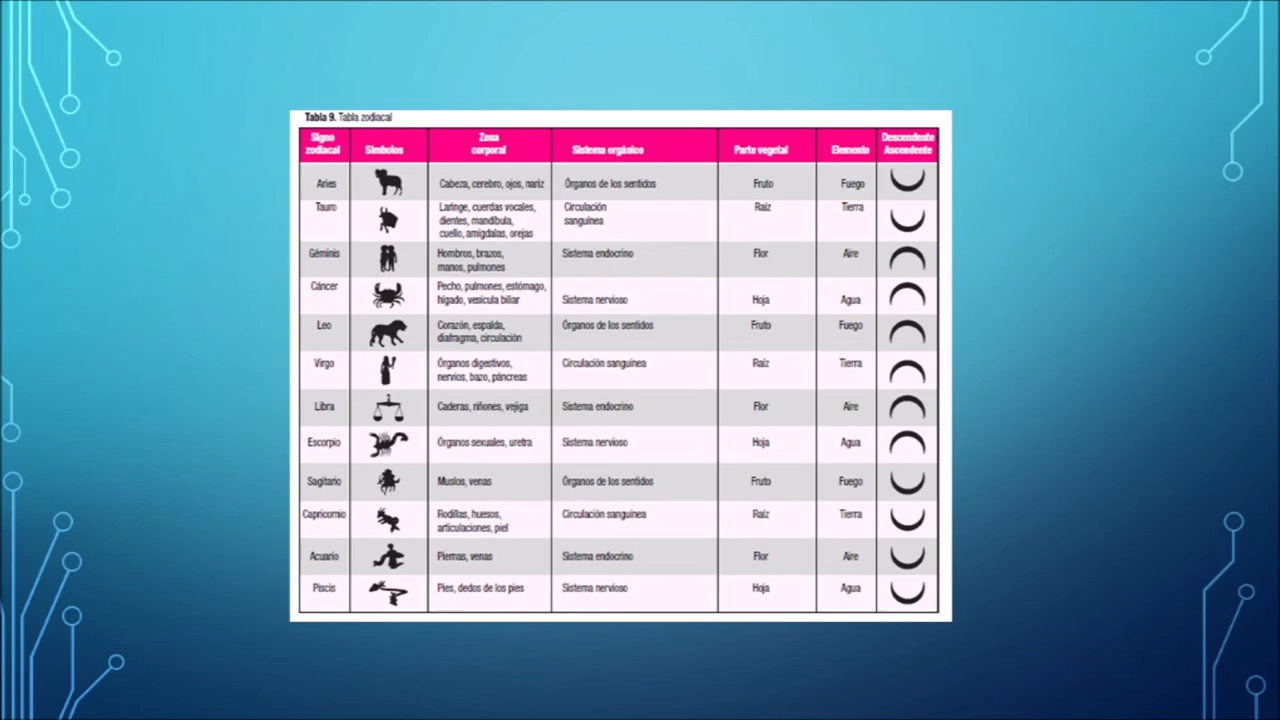 Tabla 9. Tabla zodiacal
Signo zodiacal Símbolos Zona corporal Sistema orgánico Parte vegetal Elemento Descendente Ascendente
Aries Cabeza, cerebro, ojos, nariz Órganos de los sentidos Fruto Fuego
Tauro Laringe, cuerdas vocales, Circulación Raíz Tierra
dientes, mandíbula, sanguínea
cuello, amígdalas, orejas
Géminis Hombros, brazos, Sistema endocrino Flor Aire
manos, pulmones
Cáncer Pecho, pulmones, estómago,
hígado, vesícula biliar Sistema nervioso Hoja Agua
Leo Corazón, espalda, Órganos de los sentidos Fruto Fuego
diafragma, circulación
Virgo Órganos digestivos, Circulación sanguínea Raíz Tierra
nervios, bazo, páncreas
Libra Caderas, riñones, vejiga Sistema endocrino Flor Aire
Escorpio Órganos sexuales, uretra Sistema nervioso Hoja Agua
Sagitario Muslos, venas Órganos de los sentidos Fruto Fuego
Capricornio Rodillas, huesos, Circulación sanguínea Raíz Tierra
articulaciones, piel
Acuario Piernas, venas Sistema endocrino Flor Aire
Piscis Pies, dedos de los pies Sistema nervioso Hoja Agua